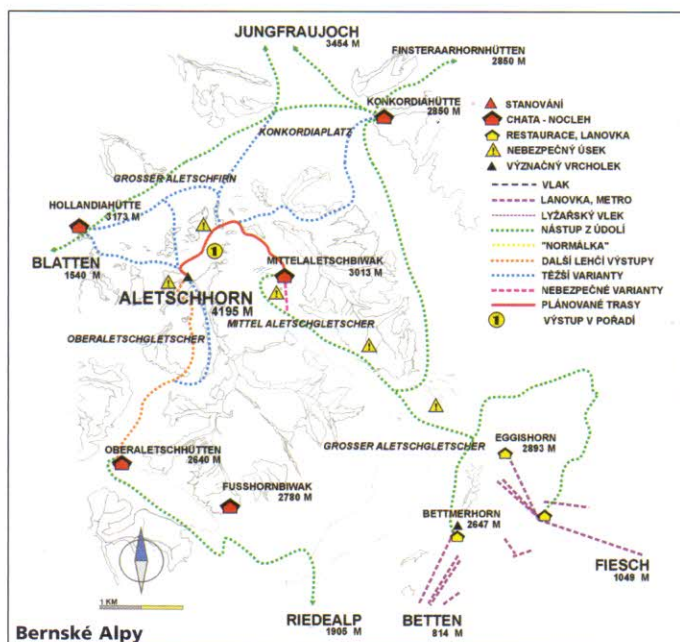 JUNGFRAUJOCH
3454 M
FINSTERAARHORNHÜTTEN
2850 M
KONKORDIAHÜTTE
2850 M
KONKORDIAPLATZ
GROSSER ALETSCHFIRN
HOLLANDIAHÜTTE
3173 M
BLATTEN
1540 M
MITTELALETSCHBIWAK
3013 M
1
ALETSCHHORN
4195 M
MITTEL ALETSCHGLETSCHER
OBERALETSCHGLETSCHER
STANOVÁNÍ
CHATA - NOCLEH
RESTAURACE, LANOVKA
NEBEZPEČNÝ ÚSEK
VÝZNAČNÝ VRCHOLEK
VLAK
LANOVKA, METRO
LYŽAŘSKÝ VLEK
NÁSTUP Z ÚDOLÍ
"NORMÁLKA"
DALŠÍ LEHČÍ VÝSTUPY
TĚŽŠÍ VARIANTY
NEBEZPEČNÉ VARIANTY
PLÁNOVANÉ TRASY
1 VÝSTUP V POŘADÍ
GROSSER ALETSCHGLETSCHER
EGGISHORN
2893 M
OBERALETSCHHÜTTEN
2640 M
FUSSHORNBIWAK
2780 M
BETTMERHORN
2647 M
FIESCH
1049 M
1 KM
RIEDEALP
1905 M
BETTEN
814 M
Bernské Alpy